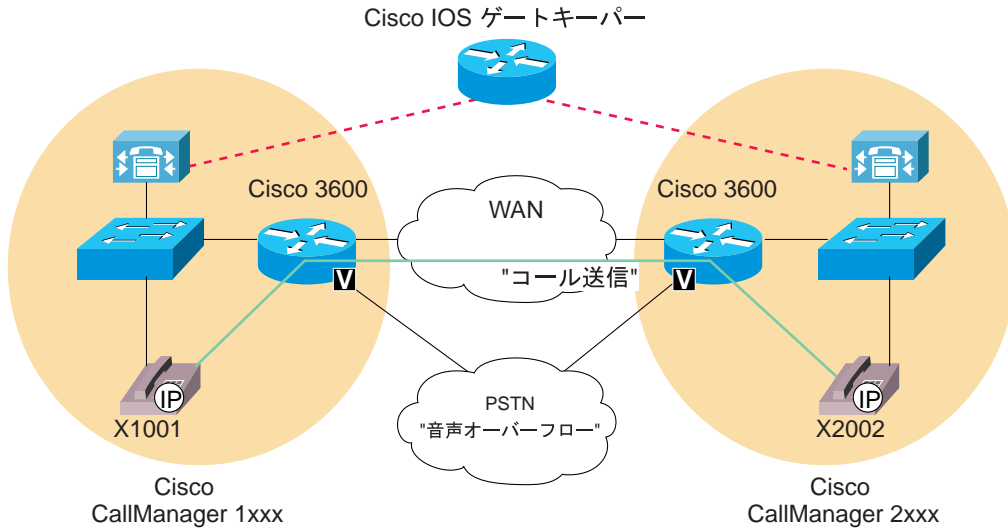 Cisco IOS ゲートキーパー
Cisco 3600
Cisco 3600
WAN
"コール送信"
V
V
PSTN
"音声オーバーフロー"
IP
IP
X1001
X2002
Cisco
CallManager 1xxx
Cisco
CallManager 2xxx